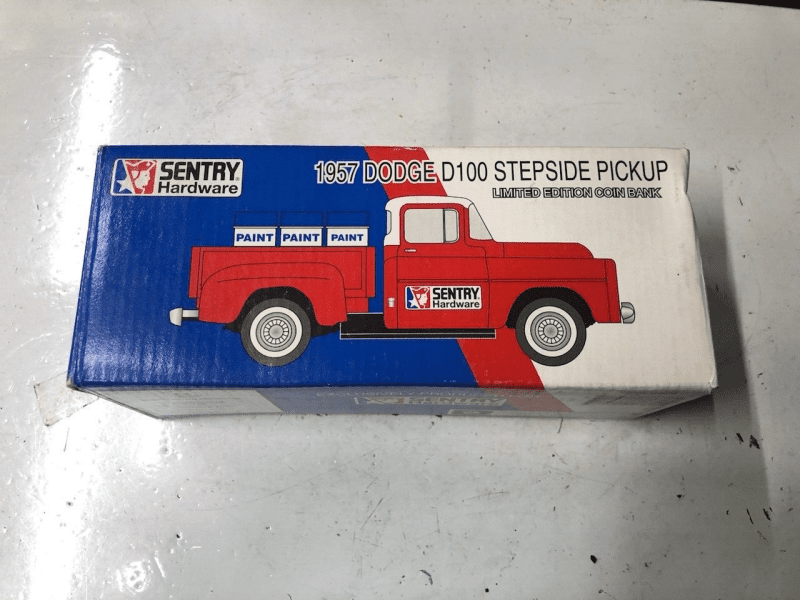 SENTRY
Hardware
1957 DODGE D100 STEPSIDE PICKUP
LIMITED EDITION COIN BANK
PAINT PAINT PAINT
SENTRY
Hardware